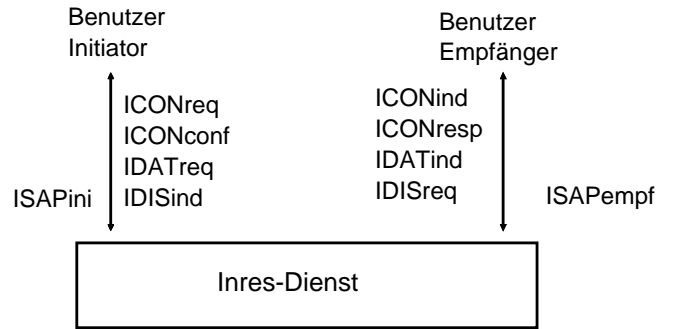 Benutzer
Initiator
Benutzer
Empfänger
ICONreq
ICONconf
IDATreq
IDISind
ISAPini
ICONind
ICONresp
IDATind
IDISreq
ISAPempf
Inres-Dienst